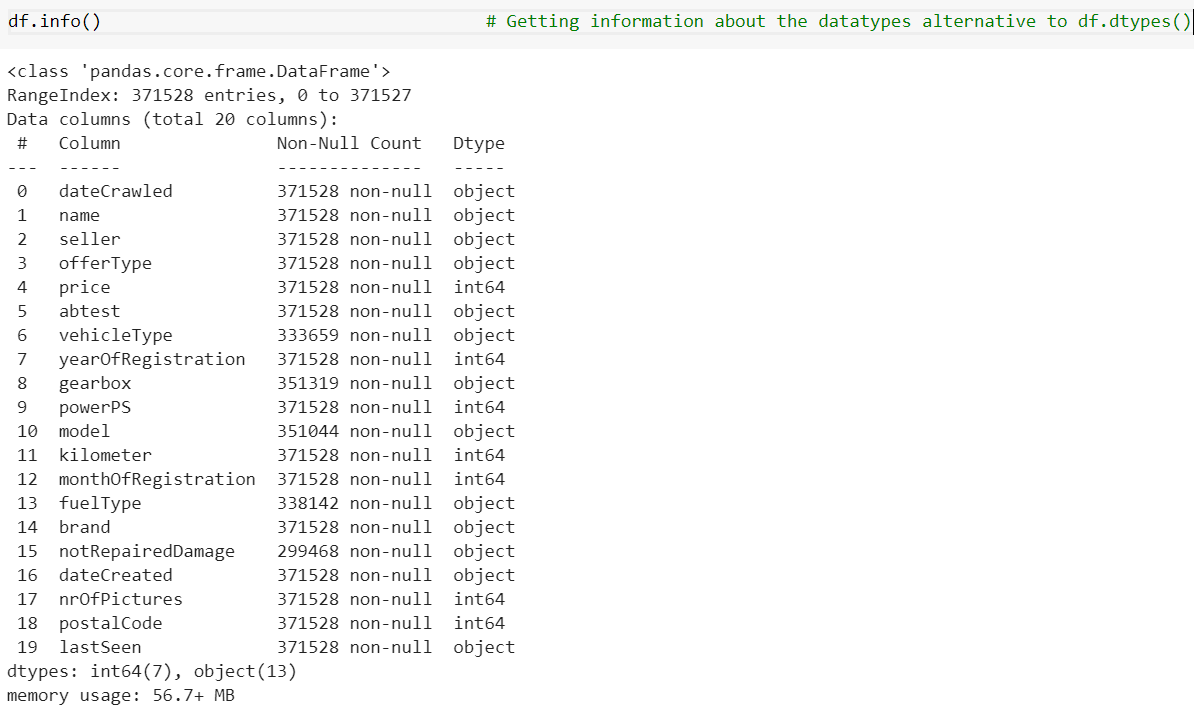 df.info() # Getting information about the datatypes alternative to df.dtypes()
<class 'pandas.core.frame.DataFrame'>
RangeIndex: 371528 entries, 0 to 371527
Data columns (total 20 columns):
 #   Column               Non-Null Count   Dtype
---  ------               --------------   -----
 0   dateCrawled          371528 non-null  object
 1   name                 371528 non-null  object
 2   seller               371528 non-null  object
 3   offerType            371528 non-null  object
 4   price                371528 non-null  int64
 5   abtest               371528 non-null  object
 6   vehicleType          333659 non-null  object
 7   yearOfRegistration   371528 non-null  int64
 8   gearbox              351319 non-null  object
 9   powerPS              371528 non-null  int64
 10  model                351044 non-null  object
 11  kilometer            371528 non-null  int64
 12  monthOfRegistration  371528 non-null  int64
 13  fuelType             338142 non-null  object
 14  brand                371528 non-null  object
 15  notRepairedDamage    299468 non-null  object
 16  dateCreated          371528 non-null  object
 17  nrOfPictures         371528 non-null  int64
 18  postalCode           371528 non-null  int64
 19  lastSeen             371528 non-null  object
dtypes: int64(7), object(13)
memory usage: 56.7+ MB